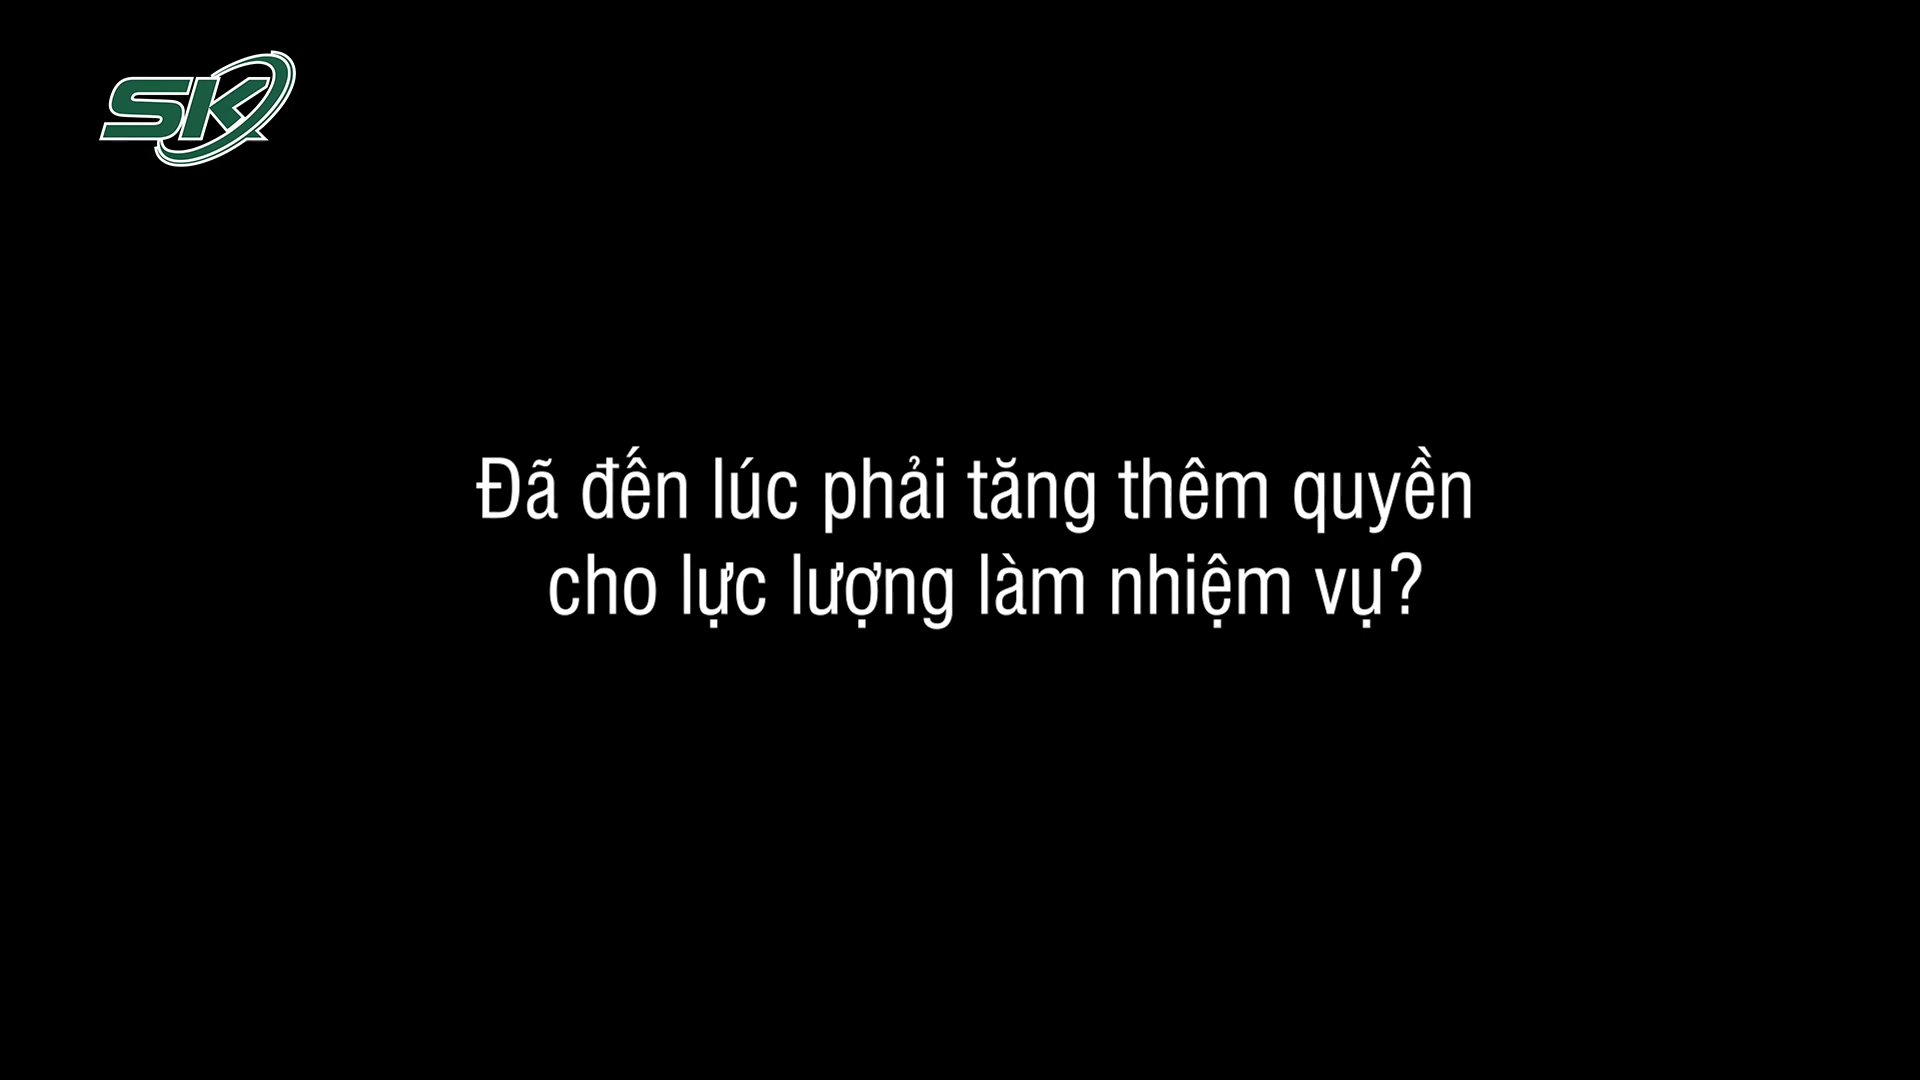 SK
Đã đến lúc phải tăng thêm quyền
cho lực lượng làm nhiệm vụ?